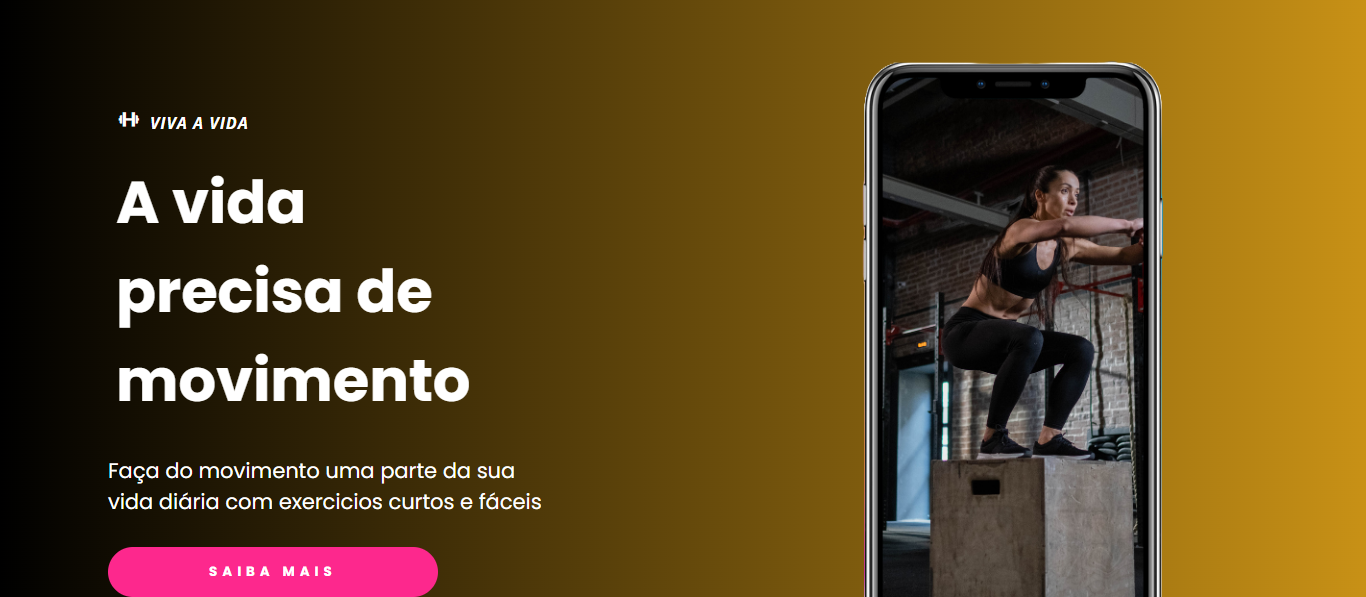 VIVA A VIDA
A vida
precisa de
movimento
Faça do movimento uma parte da sua
vida diária com exercicios curtos e fáceis
SAIBA MAIS